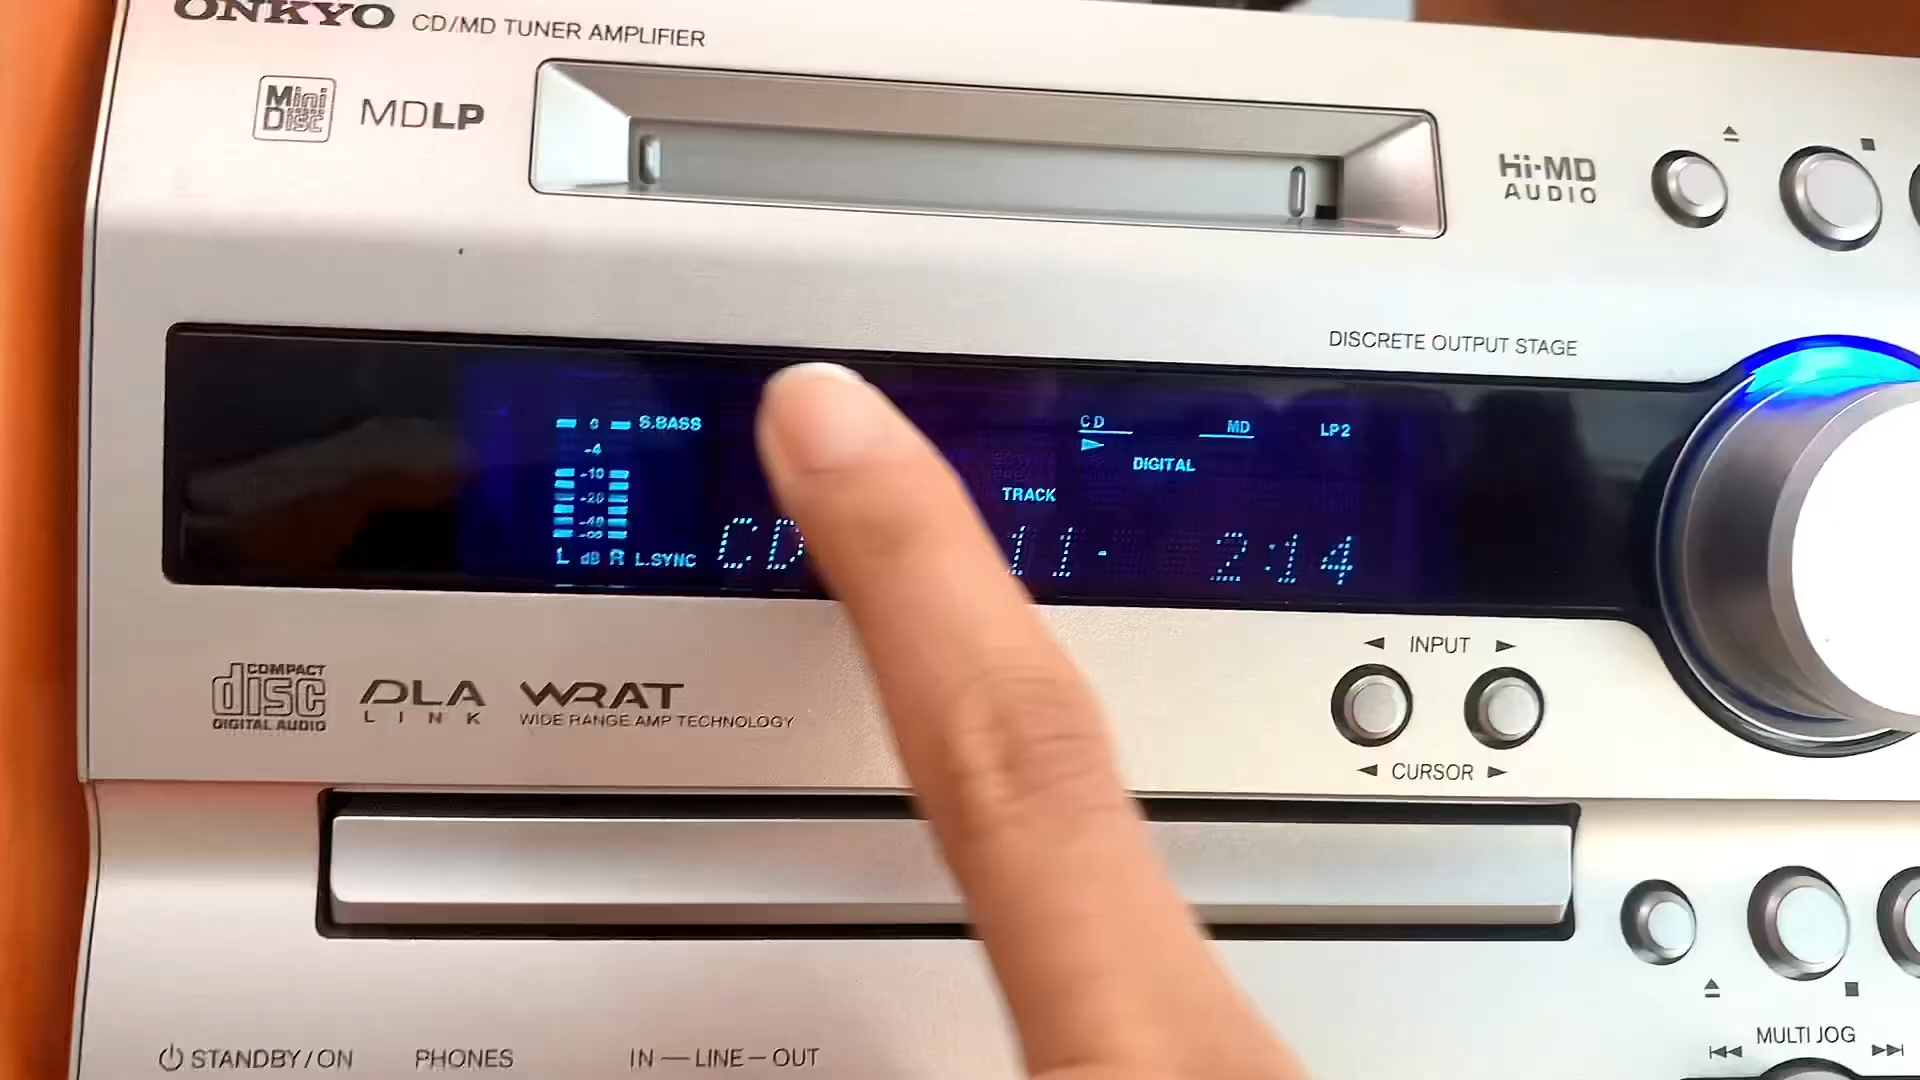 ONKYO CD/MD TUNER AMPLIFIER
Mini Disc MDLP
Hi-MD AUDIO
DISCRETE OUTPUT STAGE
0 S.BASS
-4
-10
-20
-40
-∞
L dB R L.SYNC
CD MD LP2
DIGITAL
TRACK
CD 11- 2:14
INPUT
CURSOR
COMPACT disc DIGITAL AUDIO
DLA LINK
WRAT
WIDE RANGE AMP TECHNOLOGY
MULTI JOG
STANDBY/ON PHONES IN — LINE — OUT